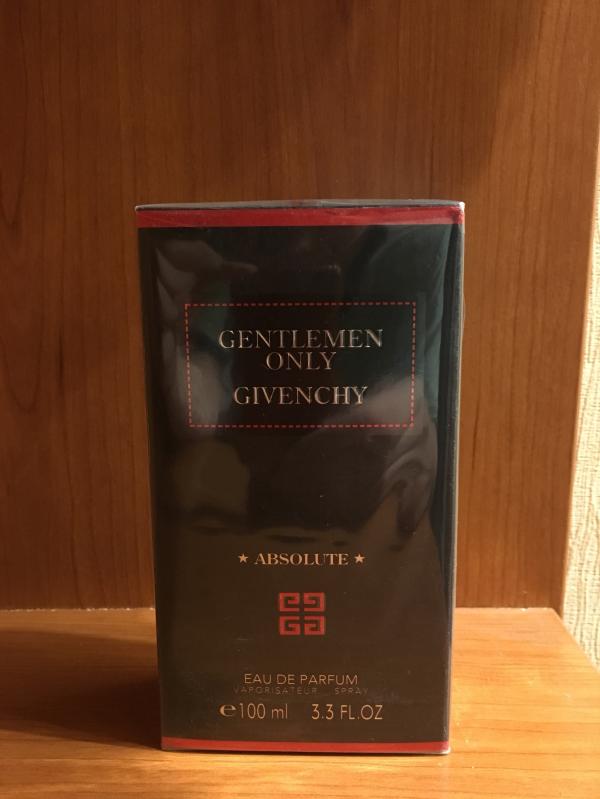 GENTLEMEN
ONLY
GIVENCHY
★ ABSOLUTE ★
EAU DE PARFUM
VAPORISATEUR SPRAY
℮100 ml 3.3 FL.OZ